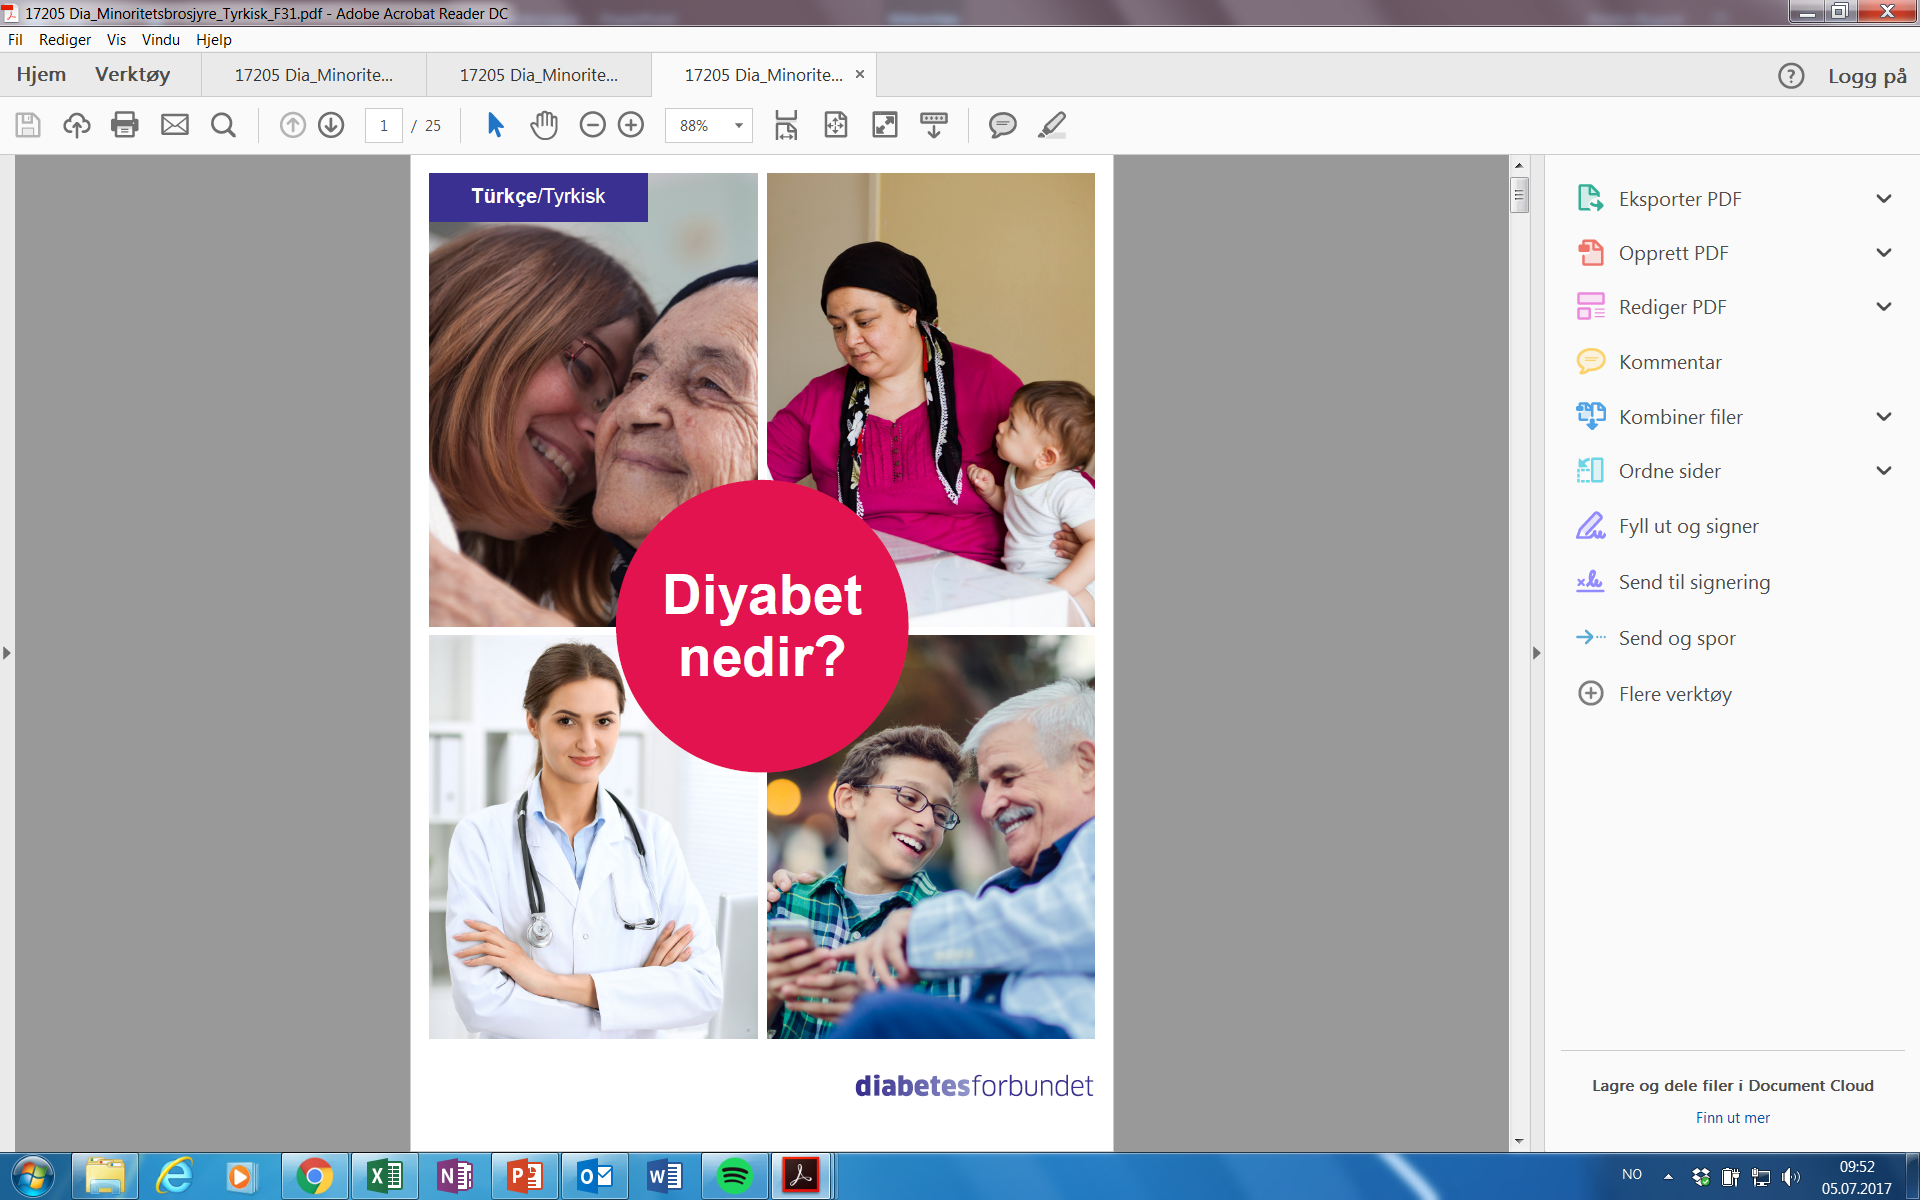 17205 Dia_Minoritetsbrosjyre_Tyrkisk_F31.pdf - Adobe Acrobat Reader DC
Fil Rediger Vis Vindu Hjelp
Hjem Verktøy 17205 Dia_Minorite... 17205 Dia_Minorite... 17205 Dia_Minorite... × ? Logg på
1 / 25 88%
Türkçe/Tyrkisk
Diyabet
nedir?
diabetesforbundet
Eksporter PDF
Opprett PDF
Rediger PDF
Kommentar
Kombiner filer
Ordne sider
Fyll ut og signer
Send til signering
Send og spor
Flere verktøy
Lagre og dele filer i Document Cloud
Finn ut mer
NO
09:52
05.07.2017